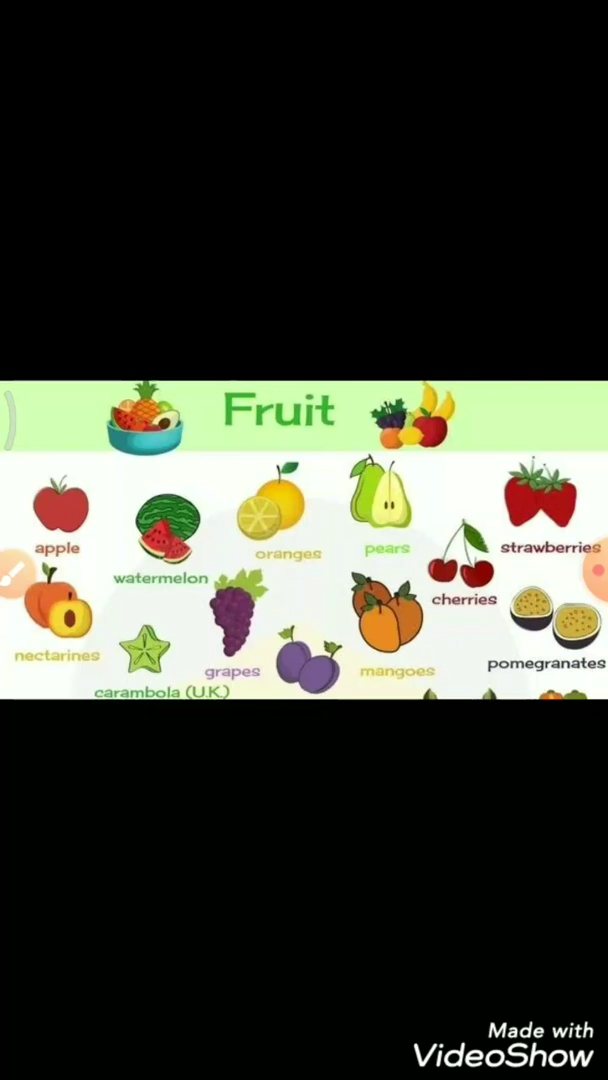 Fruit
apple
watermelon
oranges
pears
strawberries
cherries
nectarines
grapes
mangoes
pomegranates
carambola (U.K.)
Made with
VideoShow